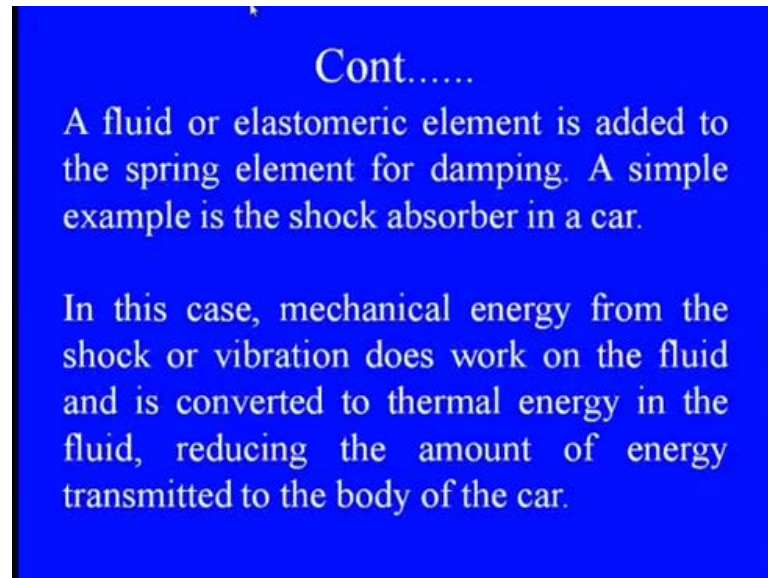 Cont......
A fluid or elastomeric element is added to
the spring element for damping. A simple
example is the shock absorber in a car.
In this case, mechanical energy from the
shock or vibration does work on the fluid
and is converted to thermal energy in the
fluid, reducing the amount of energy
transmitted to the body of the car.